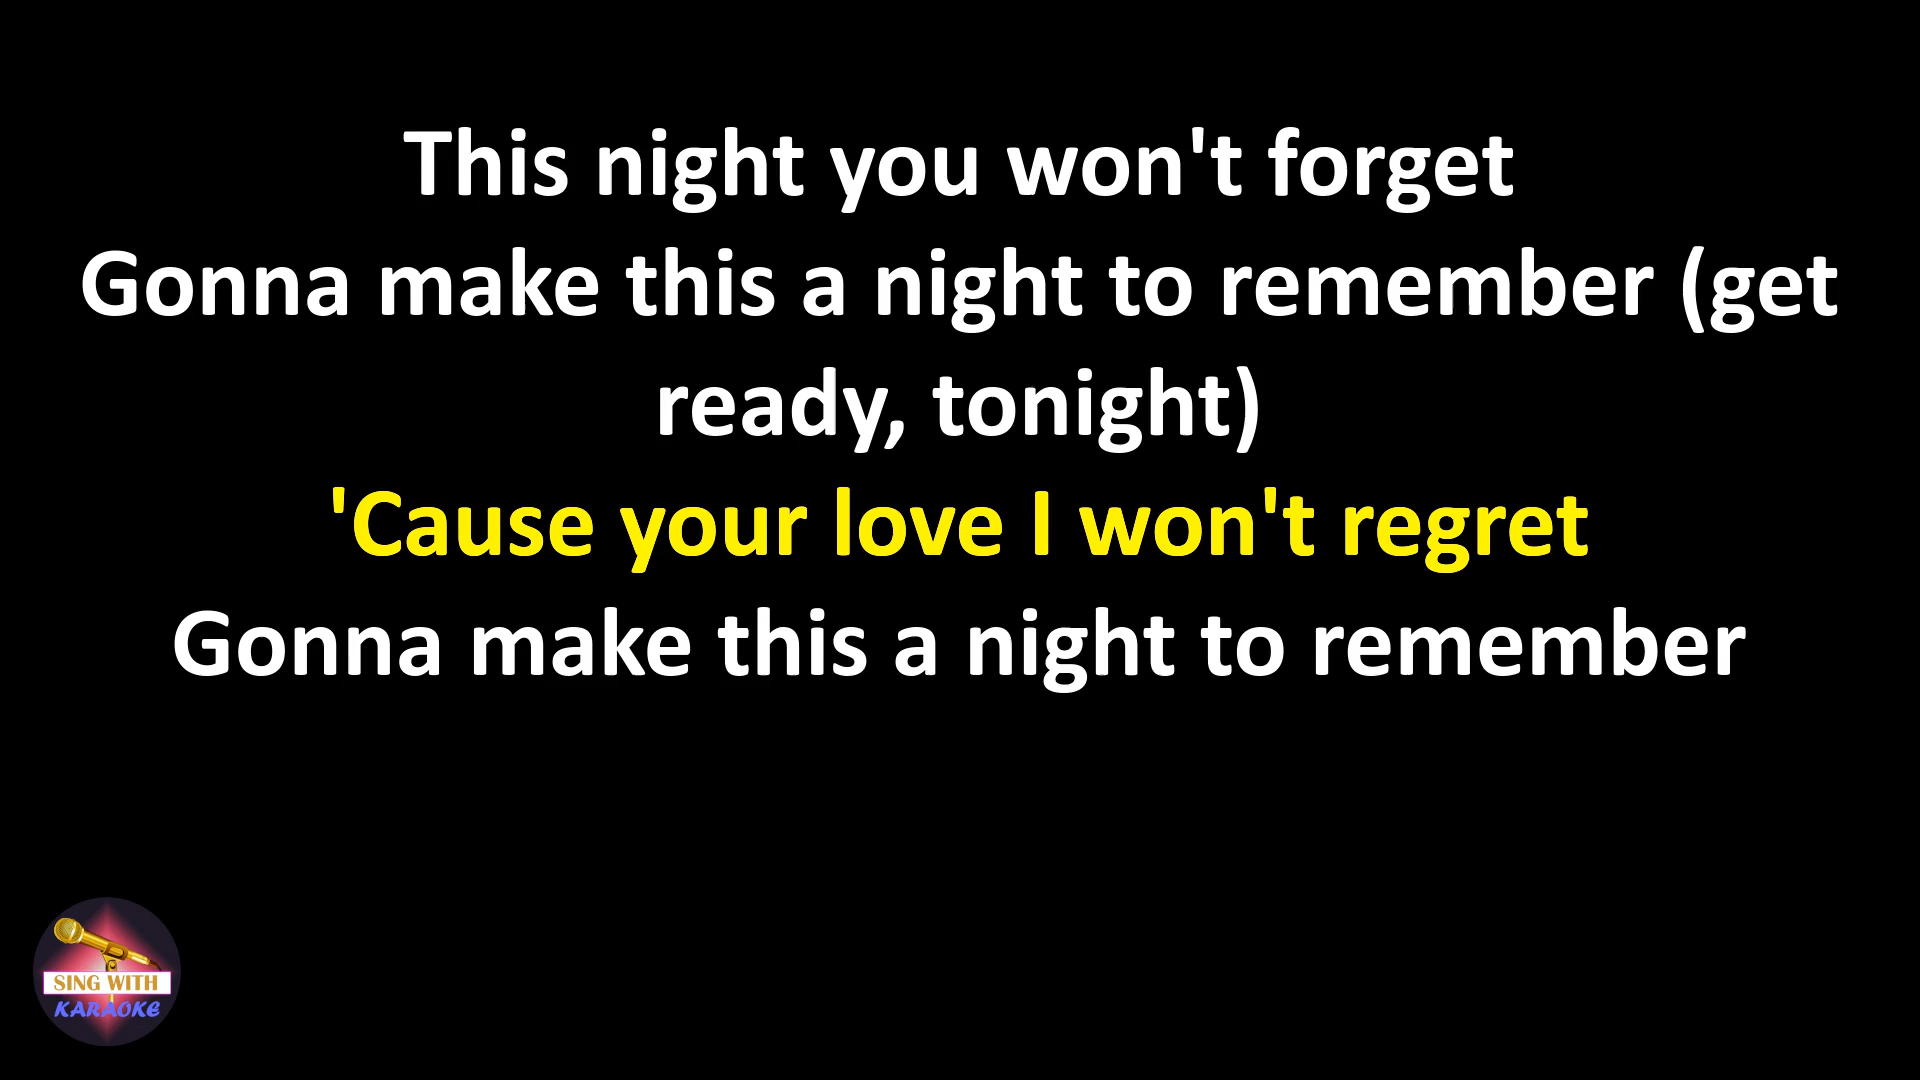 This night you won't forget
Gonna make this a night to remember (get
ready, tonight)
'Cause your love I won't regret
Gonna make this a night to remember
SING WITH
KARAOKE